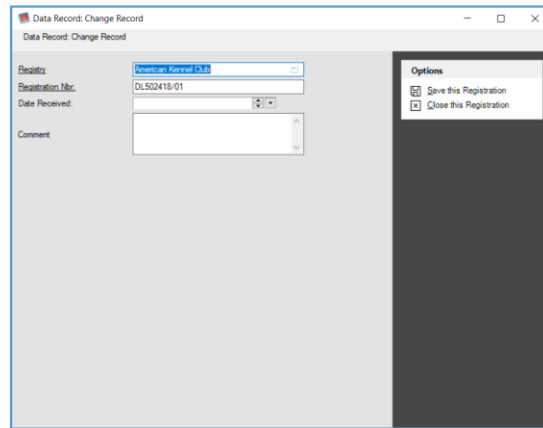 Data Record: Change Record
Data Record: Change Record
Registry
American Kennel Club
Registration Nbr.
DL502418/01
Date Received:
Comment
Options
Save this Registration
Close this Registration